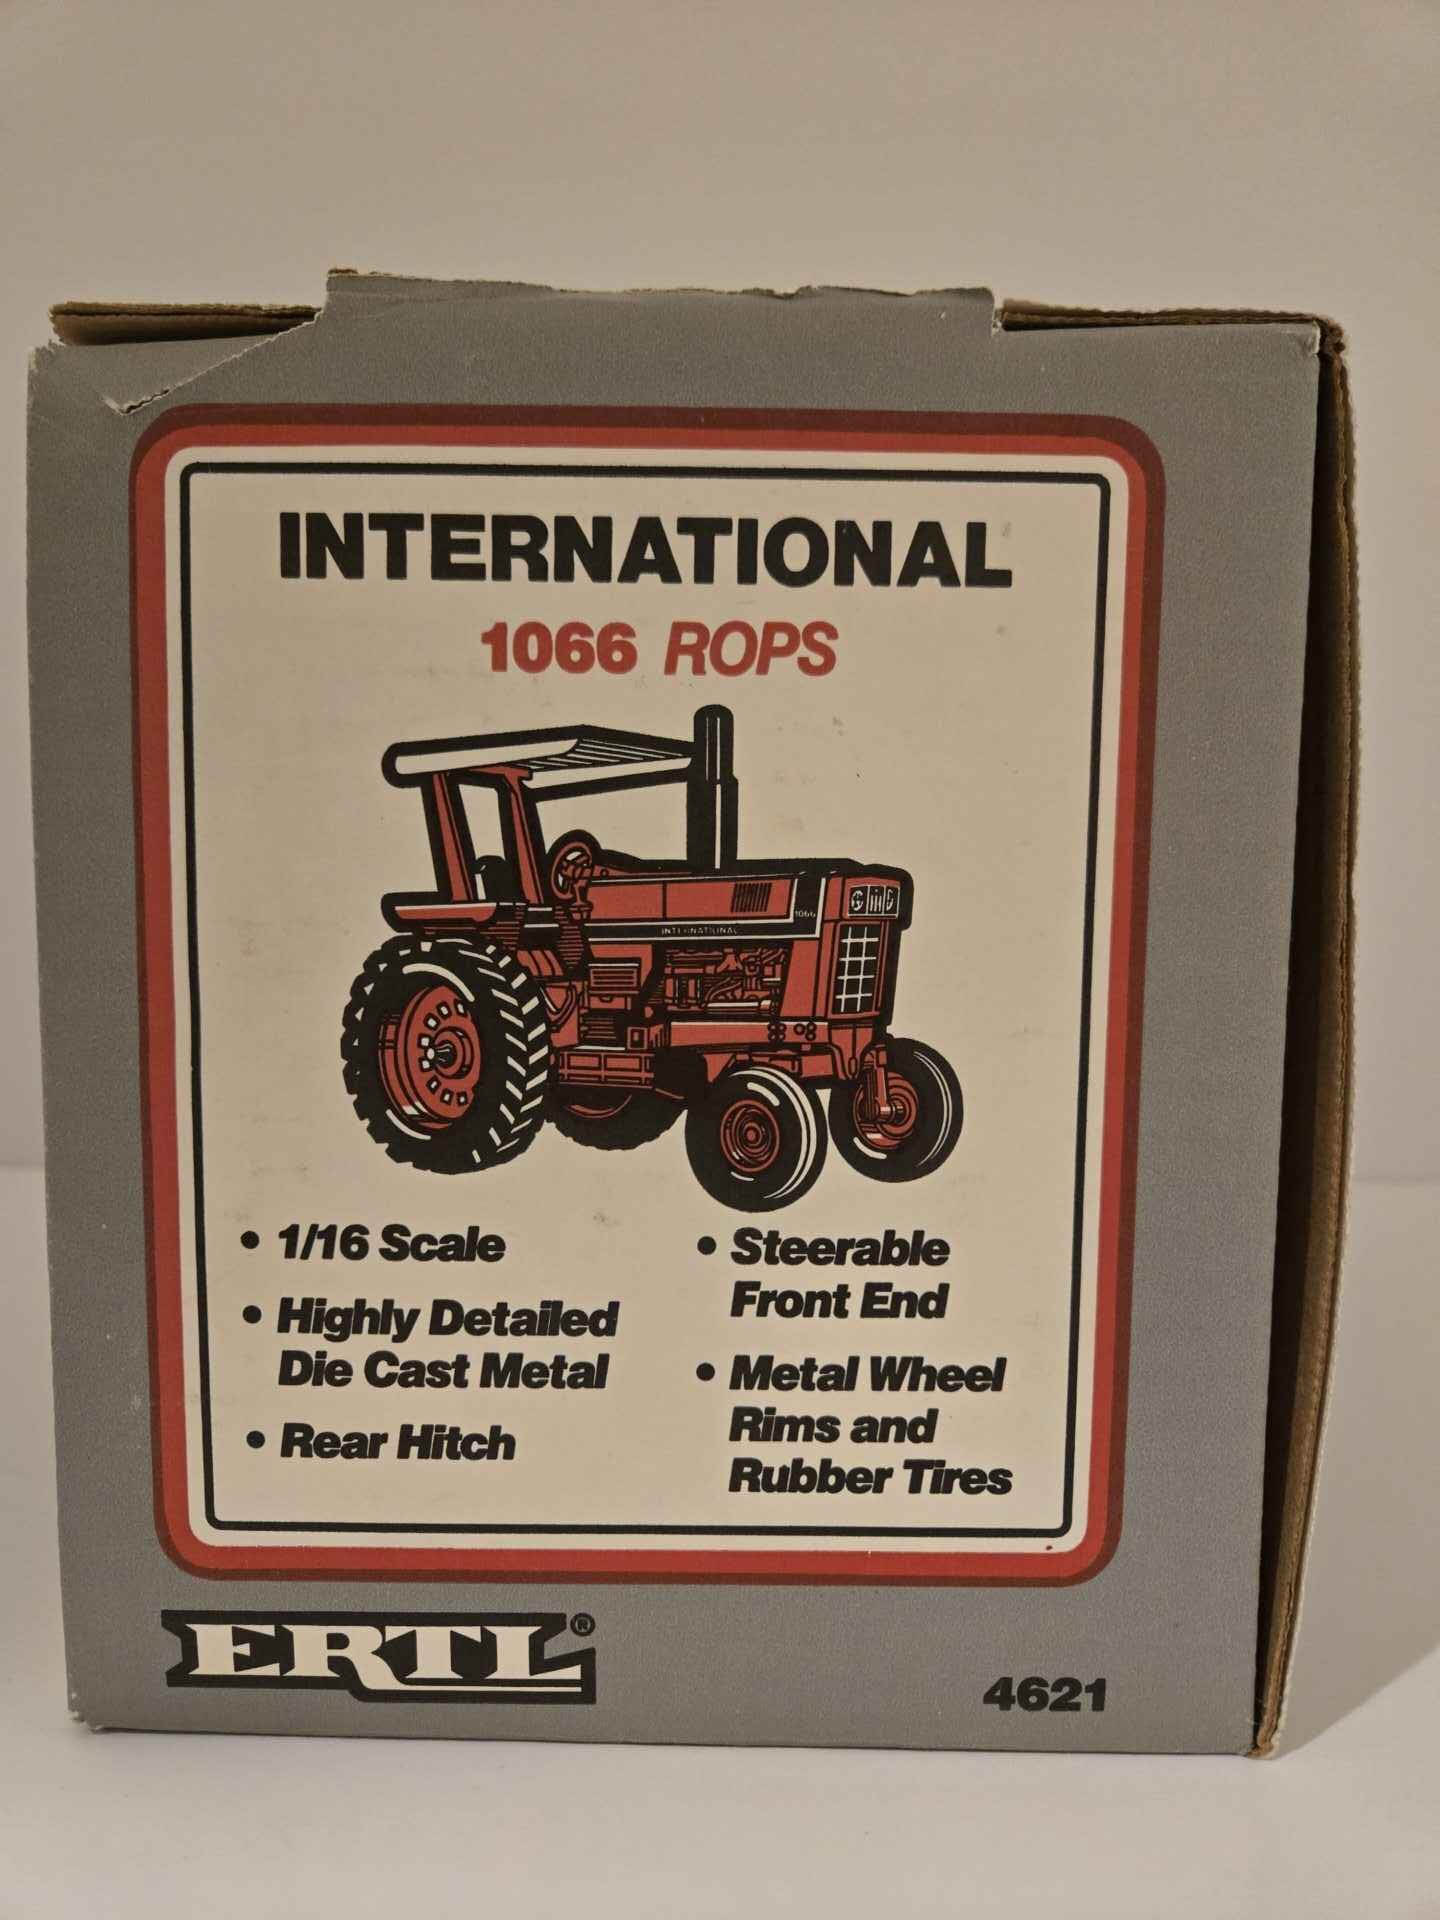 INTERNATIONAL
1066 ROPS
1066
INTERNATIONAL
• 1/16 Scale
• Highly Detailed
Die Cast Metal
• Rear Hitch
• Steerable
Front End
• Metal Wheel
Rims and
Rubber Tires
ERTL®
4621